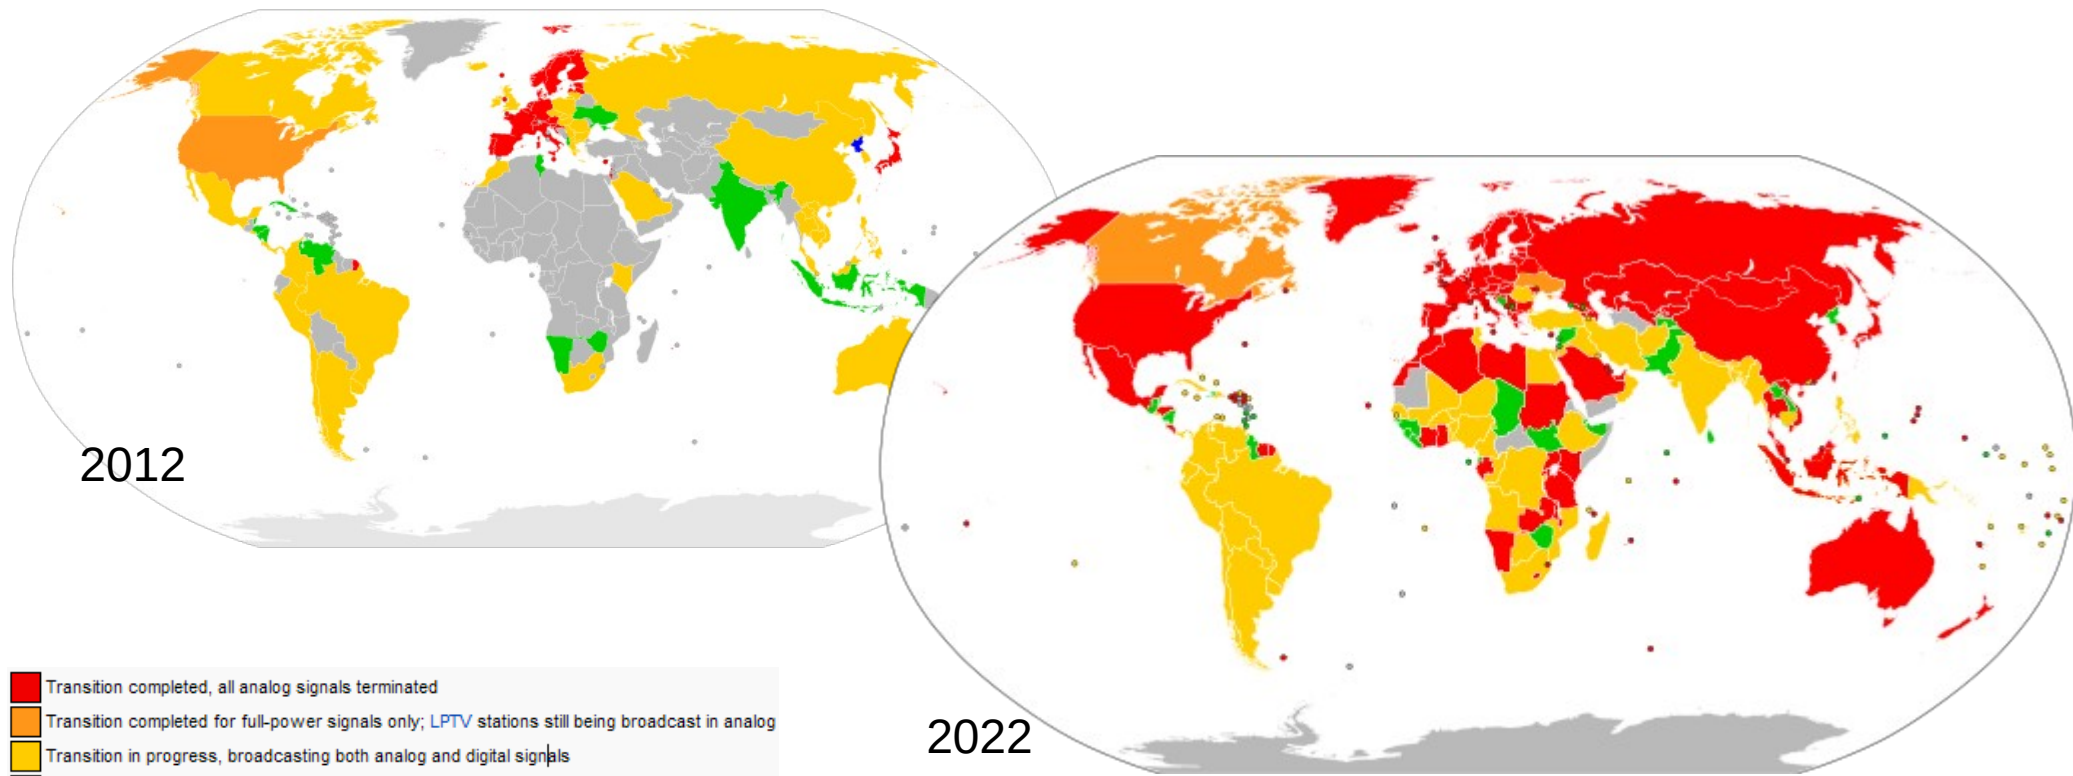 2012
2022
Transition completed, all analog signals terminated
Transition completed for full-power signals only; LPTV stations still being broadcast in analog
Transition in progress, broadcasting both analog and digital signals